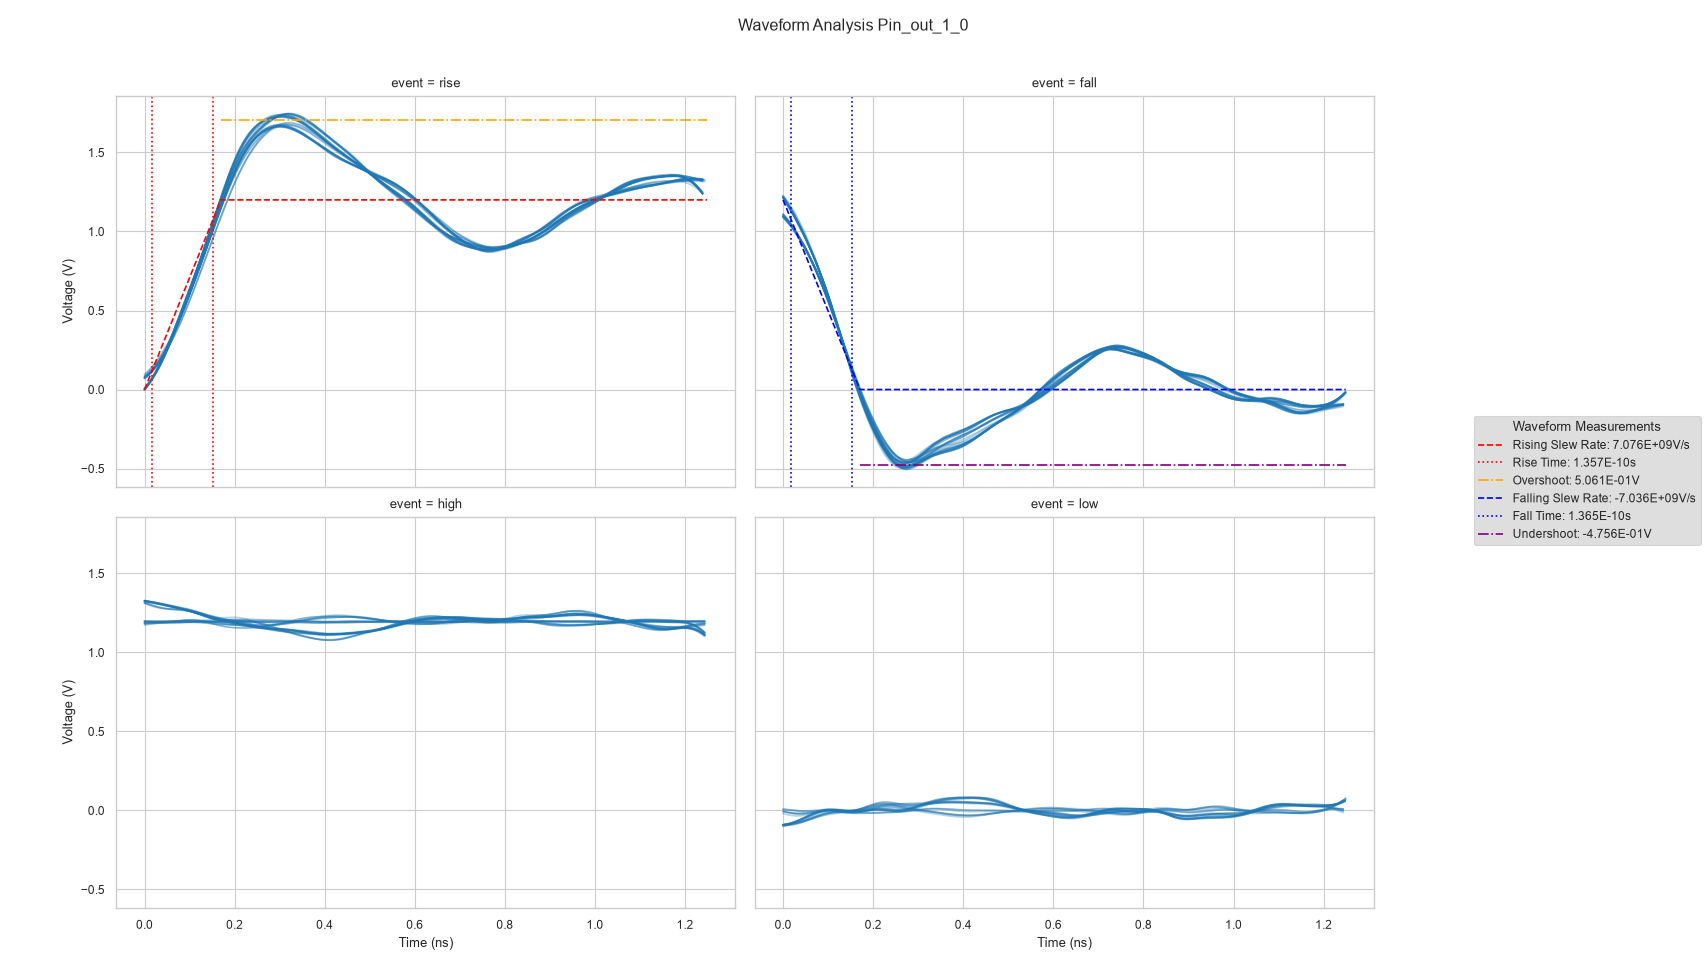 Waveform Analysis Pin_out_1_0
event = rise
event = fall
1.5
1.0
0.5
0.0
−0.5
Voltage (V)
event = high
event = low
1.5
1.0
0.5
0.0
−0.5
Voltage (V)
0.0 0.2 0.4 0.6 0.8 1.0 1.2
Time (ns)
0.0 0.2 0.4 0.6 0.8 1.0 1.2
Time (ns)
Waveform Measurements
Rising Slew Rate: 7.076E+09V/s
Rise Time: 1.357E-10s
Overshoot: 5.061E-01V
Falling Slew Rate: -7.036E+09V/s
Fall Time: 1.365E-10s
Undershoot: -4.756E-01V